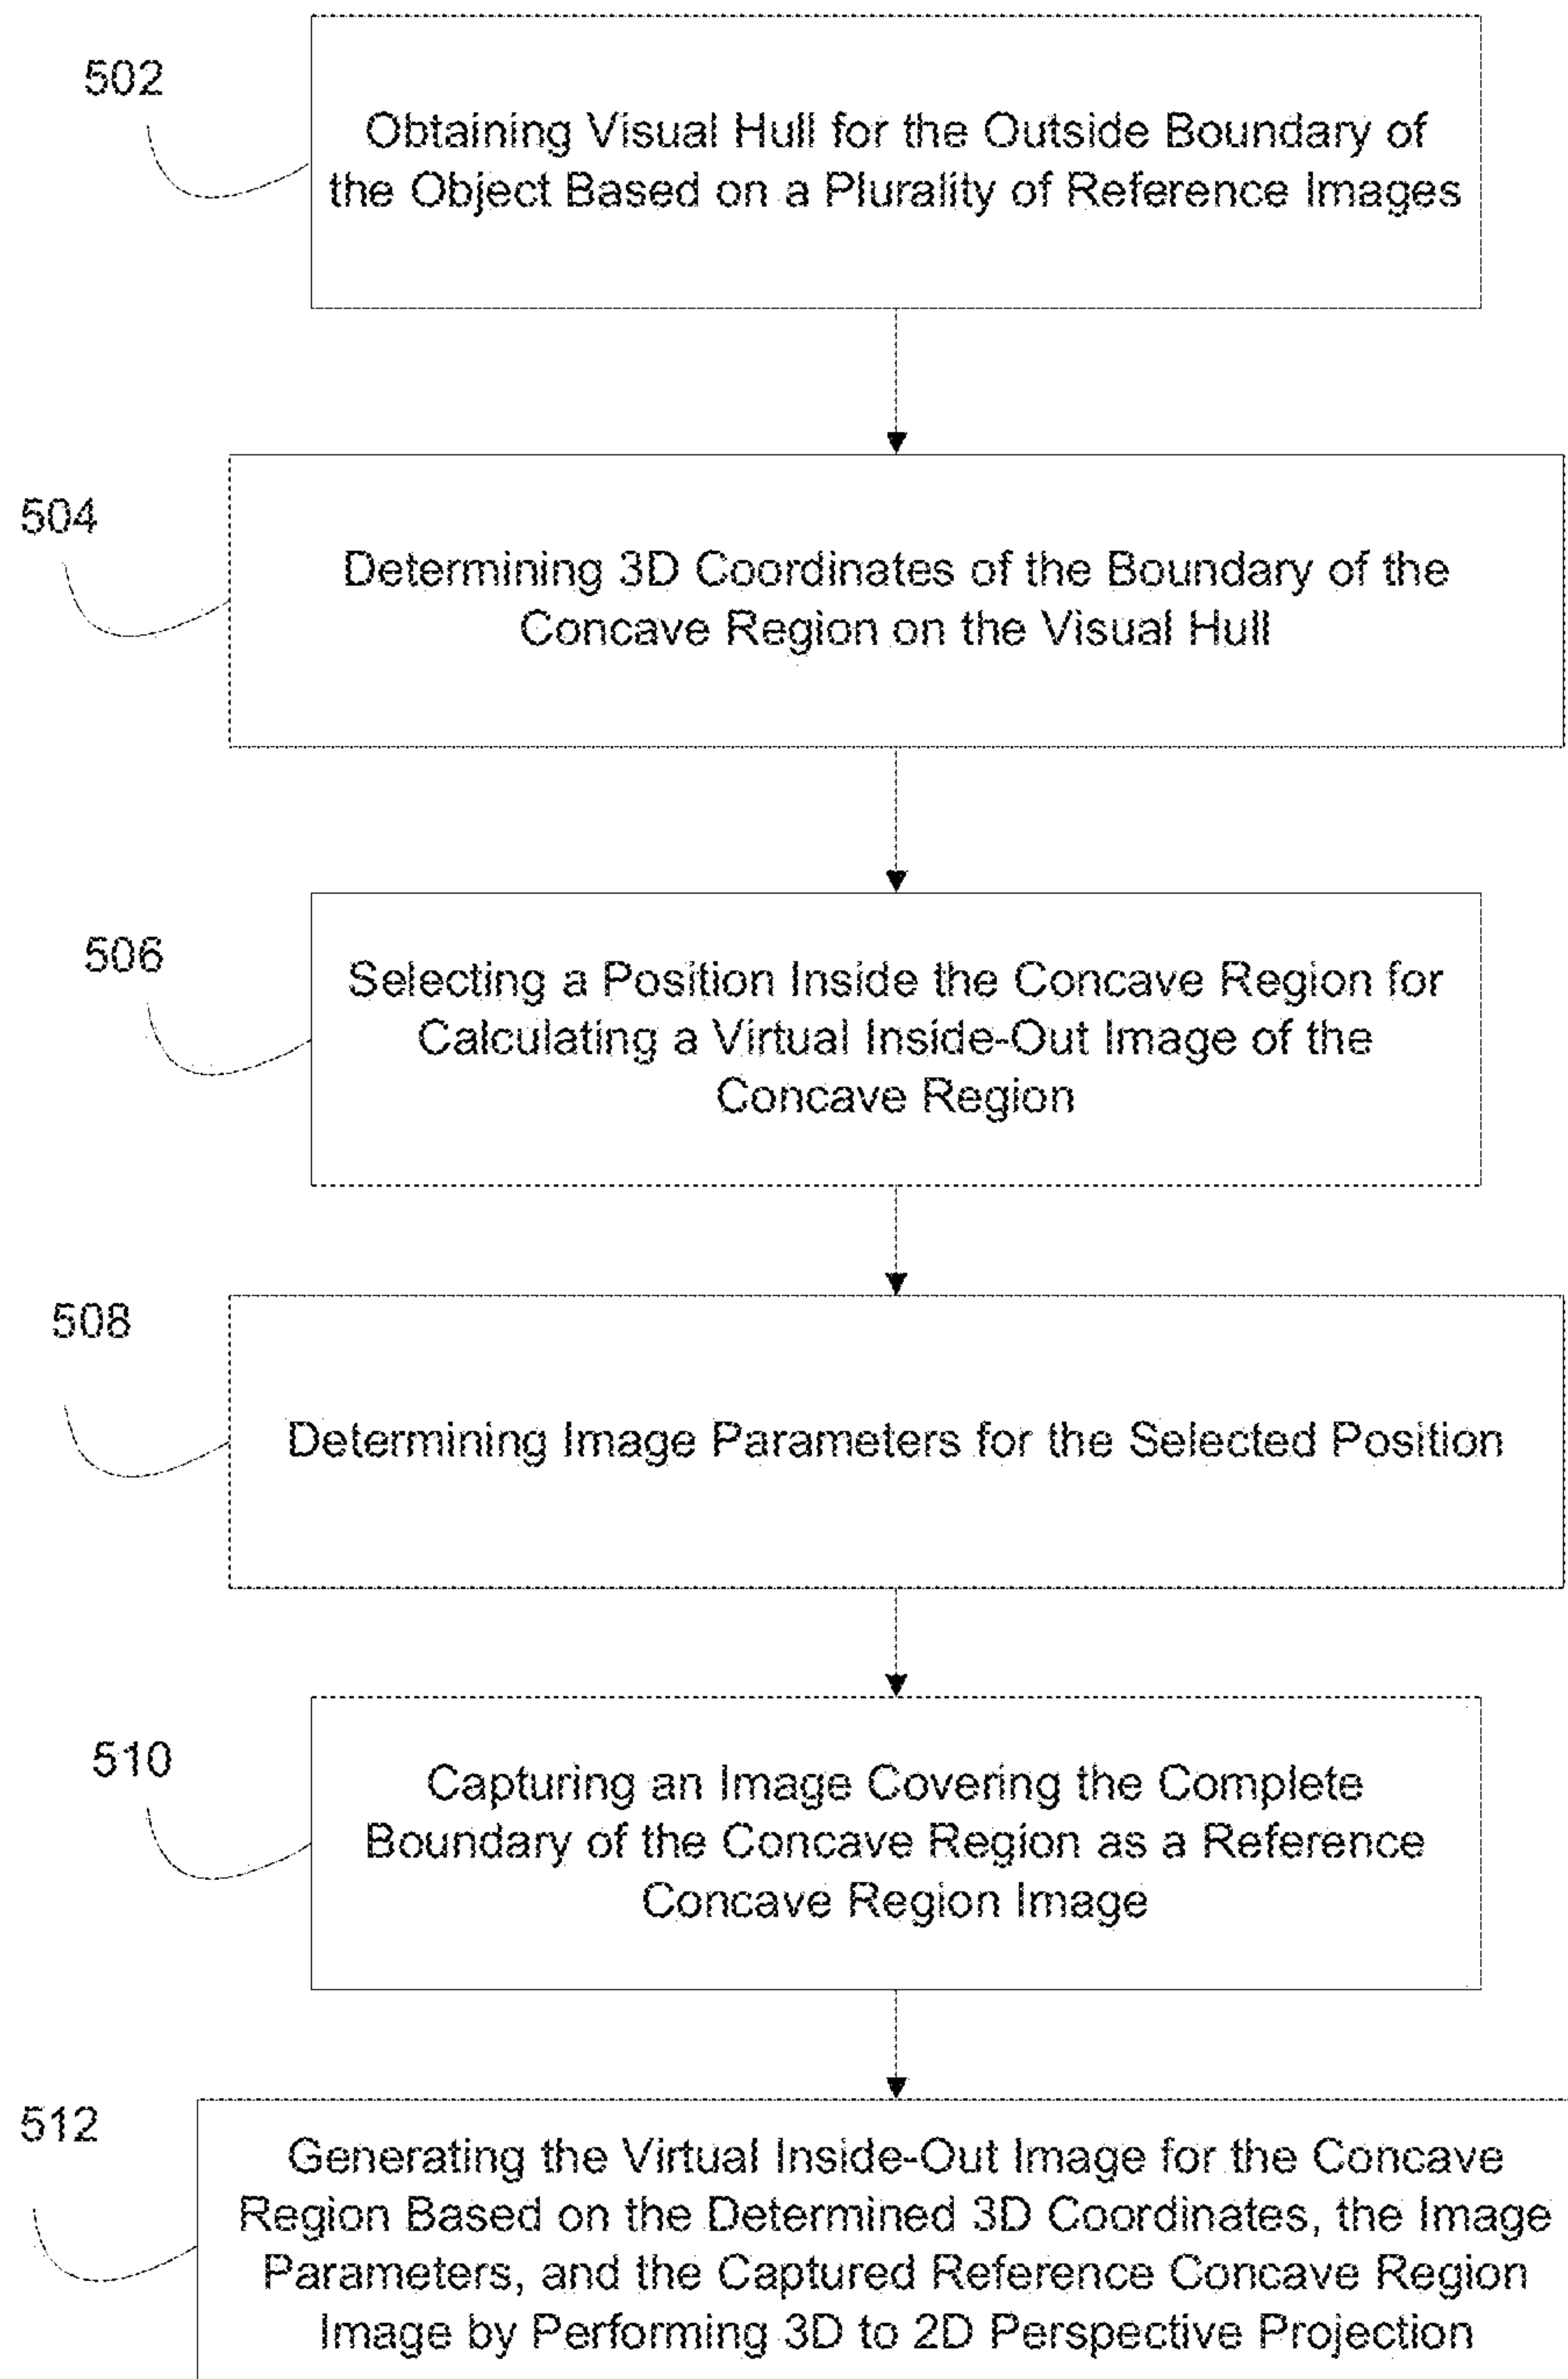 502
Obtaining Visual Hull for the Outside Boundary of
the Object Based on a Plurality of Reference Images
504
Determining 3D Coordinates of the Boundary of the
Concave Region on the Visual Hull
506
Selecting a Position Inside the Concave Region for
Calculating a Virtual Inside-Out Image of the
Concave Region
508
Determining Image Parameters for the Selected Position
510
Capturing an Image Covering the Complete
Boundary of the Concave Region as a Reference
Concave Region Image
512
Generating the Virtual Inside-Out Image for the Concave
Region Based on the Determined 3D Coordinates, the Image
Parameters, and the Captured Reference Concave Region
Image by Performing 3D to 2D Perspective Projection